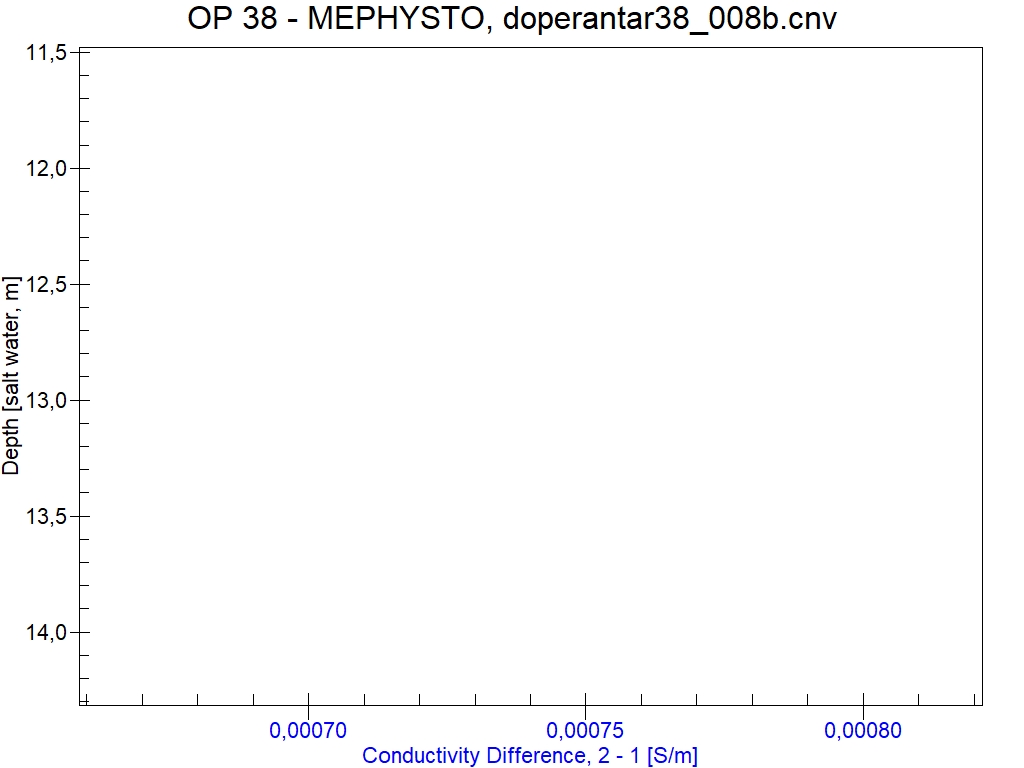 OP 38 - MEPHYSTO, doperantar38_008b.cnv
Depth [salt water, m]
11,5
12,0
12,5
13,0
13,5
14,0
0,00070 0,00075 0,00080
Conductivity Difference, 2 - 1 [S/m]